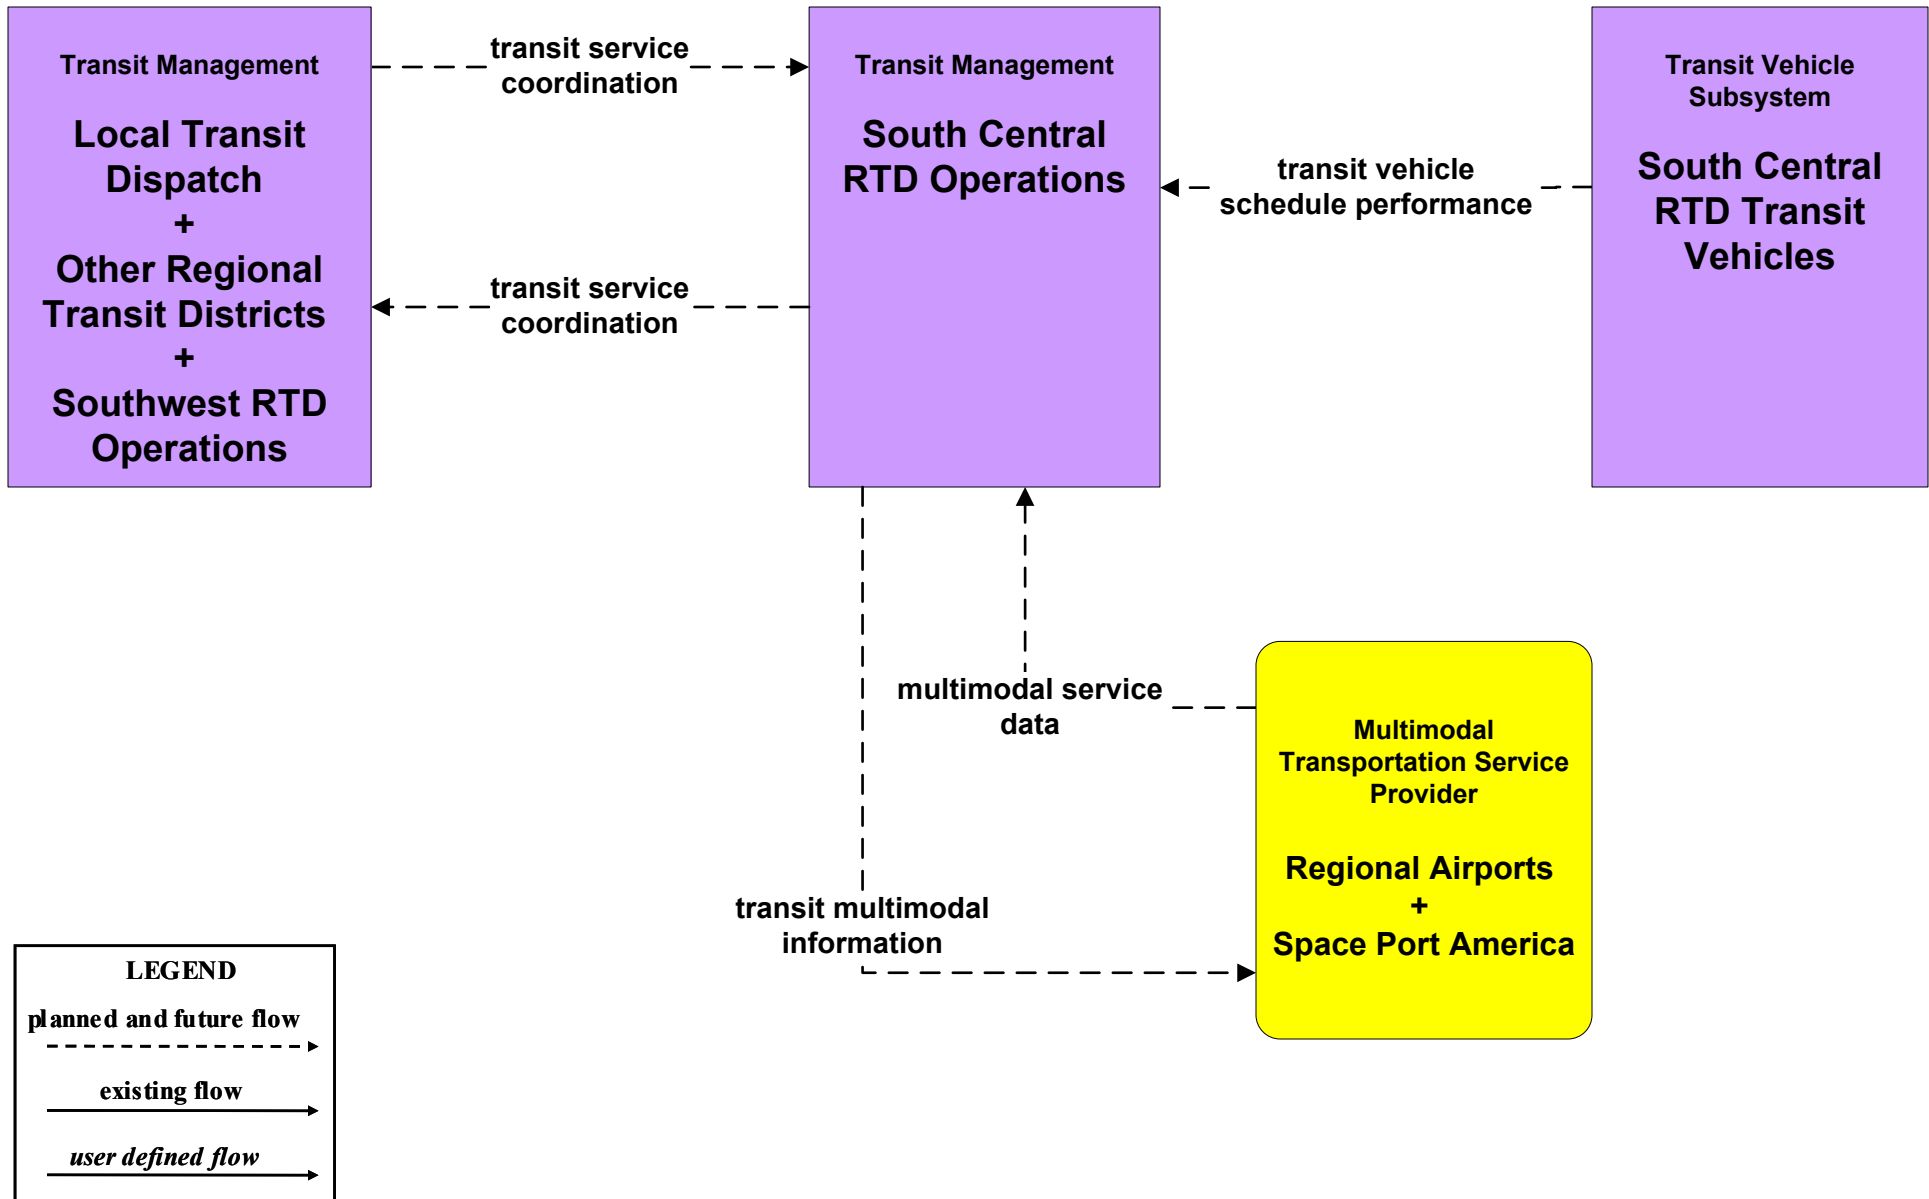 Transit Management
Local Transit
Dispatch
+
Other Regional
Transit Districts
+
Southwest RTD
Operations
transit service
coordination
transit service
coordination
Transit Management
South Central
RTD Operations
transit vehicle
schedule performance
Transit Vehicle
Subsystem
South Central
RTD Transit
Vehicles
multimodal service
data
transit multimodal
information
Multimodal
Transportation Service
Provider
Regional Airports
+
Space Port America
LEGEND
planned and future flow
existing flow
user defined flow